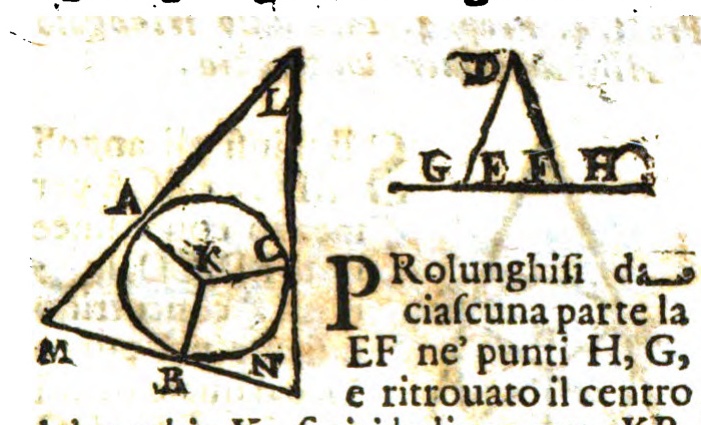 L
D
G E F H
A
K C
M
B
N
PRolunghiſi da
ciaſcuna parte la
EF ne' punti H, G,
e ritrouato il centro